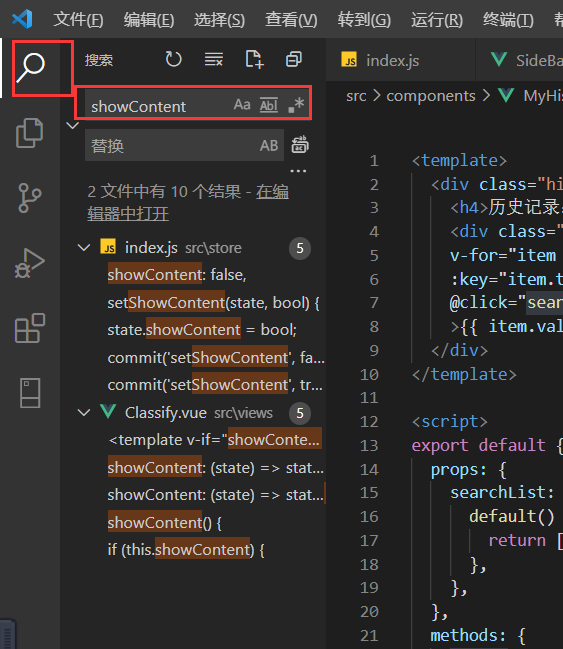 文件(F) 编辑(E) 选择(S) 查看(V) 转到(G) 运行(R) 终端(T)
搜索
showContent
Aa Abl .*
替换
AB
2 文件中有 10 个结果 - 在编
辑器中打开
JS index.js src\store 5
showContent: false,
setShowContent(state, bool) {
state.showContent = bool;
commit('setShowContent', fa...
commit('setShowContent', tr...
Classify.vue src\views 5
<template v-if="showConte...
showContent: (state) => stat...
showContent: (state) => stat...
showContent() {
if (this.showContent) {
JS index.js SideBa
src > components > MyHis
1 <template>
2 <div class="hi
3 <h4>历史记录
4 <div class="
5 v-for="item
6 :key="item.t
7 @click="sear
8 >{{ item.val
9 </div>
10 </template>
11
12 <script>
13 export default {
14 props: {
15 searchList:
16 default()
17 return [
18 },
19 },
20 },
21 methods: {